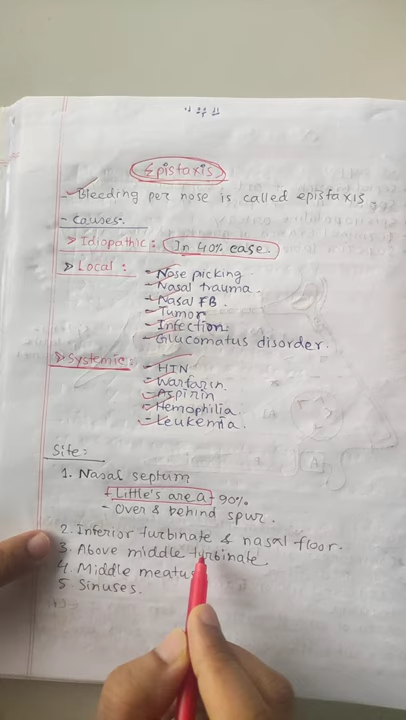 Epistaxis
- Bleeding per nose is called epistaxis.
- Causes:
> Idiopathic: In 40% case.
> Local:
- Nose picking.
- Nasal trauma.
- Nasal FB.
- Tumor
- Infection
- Glucomatus disorder.
> Systemic:
- HTN
- Warfarin.
- Aspirin
- Hemophilia.
- Leukemia.
Site:
1. Nasal septum
- Little's area - 90%
- Over & behind spur.
2. Inferior turbinate & nasal floor.
3. Above middle turbinate
4. Middle meatu
5. Sinuses.